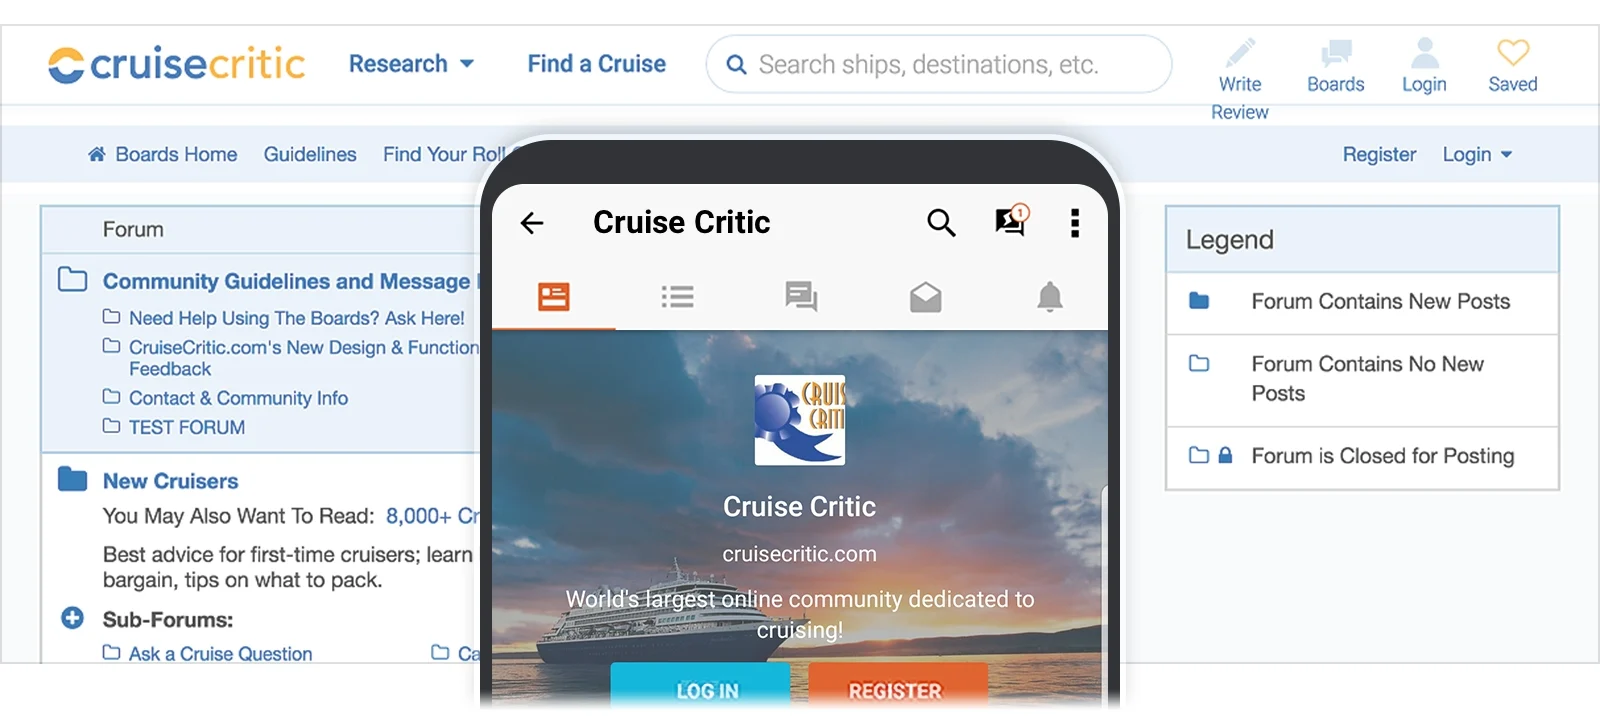 cruisecritic
Research
Find a Cruise
Search ships, destinations, etc.
Write
Review
Boards
Login
Saved
Boards Home
Guidelines
Find Your Roll
Register
Login
Forum
Community Guidelines and Message
Need Help Using The Boards? Ask Here!
CruiseCritic.com's New Design & Function
Feedback
Contact & Community Info
TEST FORUM
New Cruisers
You May Also Want To Read: 8,000+ Cr
Best advice for first-time cruisers; learn
bargain, tips on what to pack.
Sub-Forums:
Ask a Cruise Question
Ca
Cruise Critic
1
CRUIS
CRITI
Cruise Critic
cruisecritic.com
World's largest online community dedicated to
cruising!
LOG IN
REGISTER
Legend
Forum Contains New Posts
Forum Contains No New
Posts
Forum is Closed for Posting